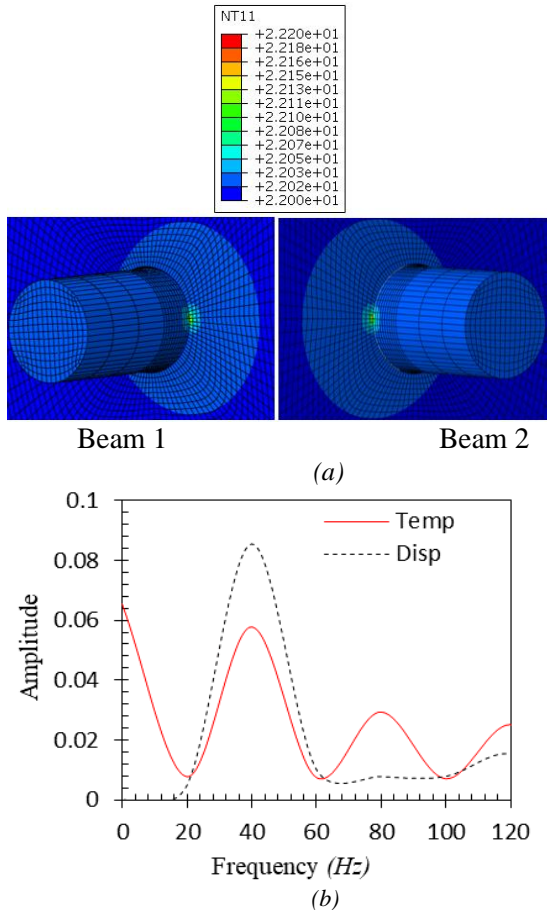 NT11
+2.220e+01
+2.218e+01
+2.216e+01
+2.215e+01
+2.213e+01
+2.211e+01
+2.210e+01
+2.208e+01
+2.207e+01
+2.205e+01
+2.203e+01
+2.202e+01
+2.200e+01
Beam 1
Beam 2
(a)
0.1
0.08
0.06
0.04
0.02
0
Amplitude
Temp
Disp
0 20 40 60 80 100 120
Frequency (Hz)
(b)